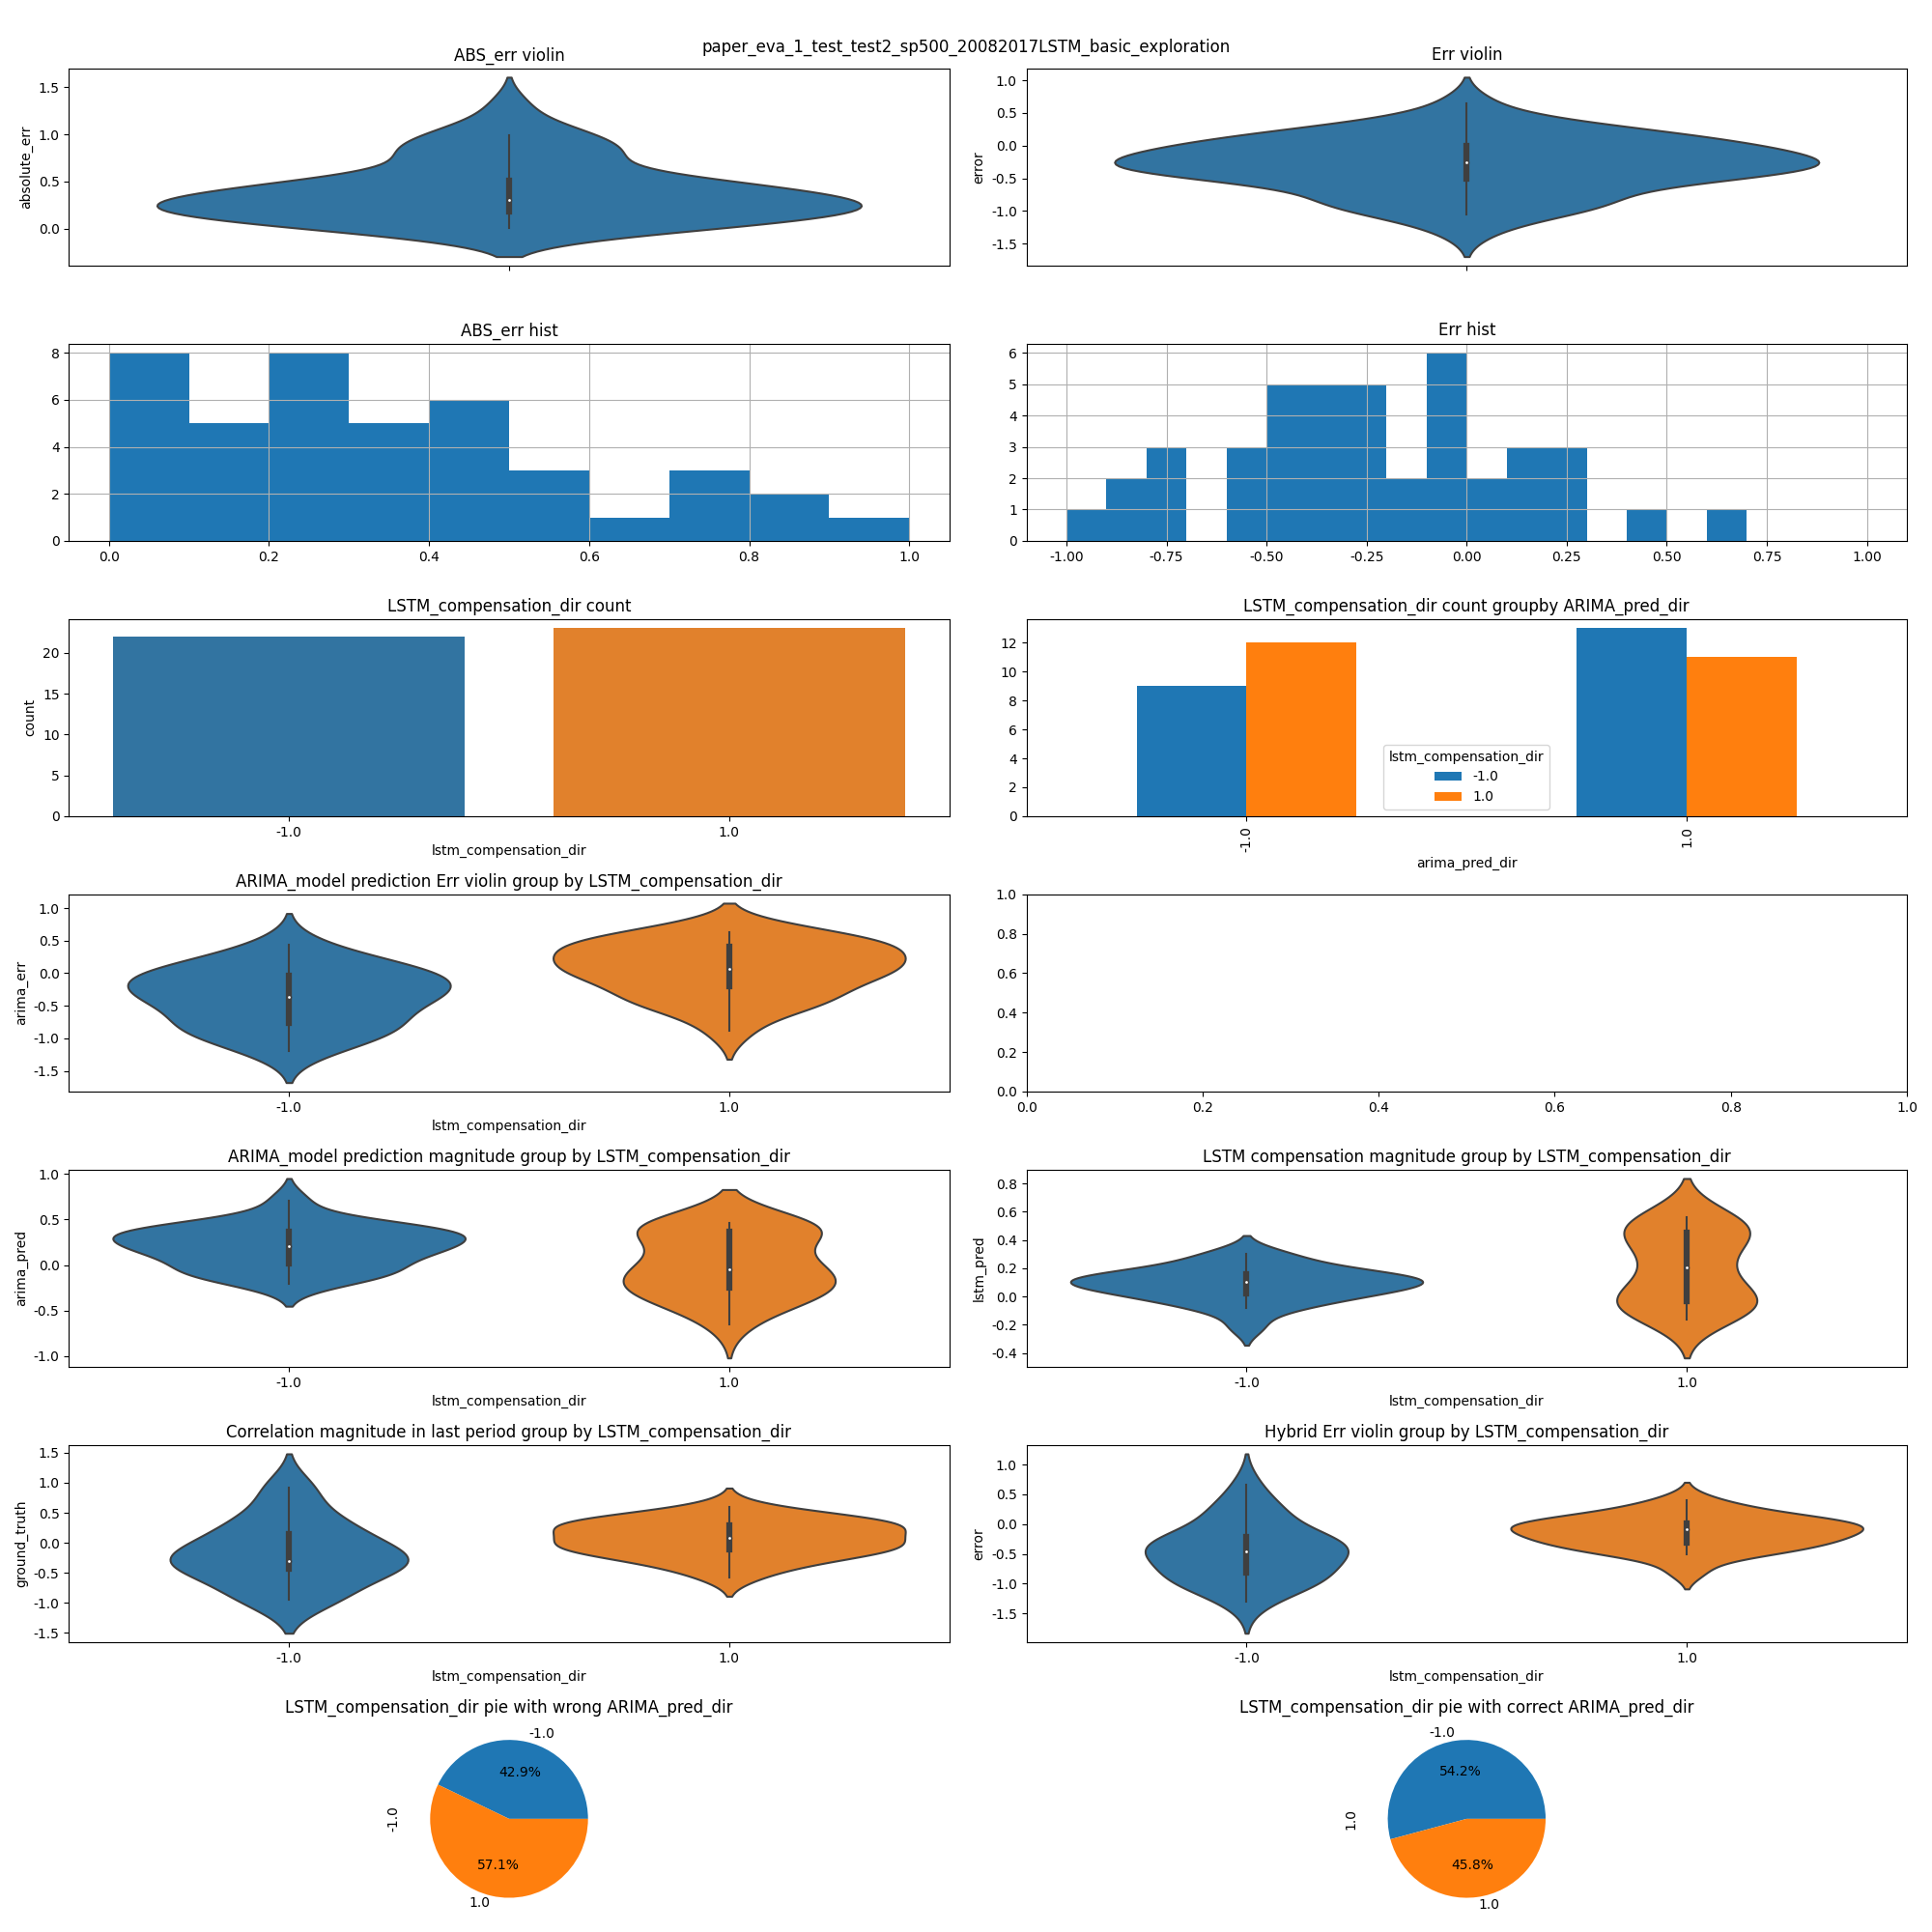 paper_eva_1_test_test2_sp500_20082017LSTM_basic_exploration
ABS_err violin
absolute_err
1.5
1.0
0.5
0.0
Err violin
error
1.0
0.5
0.0
-0.5
-1.0
-1.5
ABS_err hist
8
6
4
2
0
0.0 0.2 0.4 0.6 0.8 1.0
Err hist
6
5
4
3
2
1
0
-1.00 -0.75 -0.50 -0.25 0.00 0.25 0.50 0.75 1.00
LSTM_compensation_dir count
count
20
15
10
5
0
-1.0 1.0
lstm_compensation_dir
LSTM_compensation_dir count groupby ARIMA_pred_dir
12
10
8
6
4
2
0
lstm_compensation_dir
-1.0
1.0
-1.0 1.0
arima_pred_dir
ARIMA_model prediction Err violin group by LSTM_compensation_dir
arima_err
1.0
0.5
0.0
-0.5
-1.0
-1.5
-1.0 1.0
lstm_compensation_dir
1.0
0.8
0.6
0.4
0.2
0.0
0.0 0.2 0.4 0.6 0.8 1.0
ARIMA_model prediction magnitude group by LSTM_compensation_dir
arima_pred
1.0
0.5
0.0
-0.5
-1.0
-1.0 1.0
lstm_compensation_dir
LSTM compensation magnitude group by LSTM_compensation_dir
lstm_pred
0.8
0.6
0.4
0.2
0.0
-0.2
-0.4
-1.0 1.0
lstm_compensation_dir
Correlation magnitude in last period group by LSTM_compensation_dir
ground_truth
1.5
1.0
0.5
0.0
-0.5
-1.0
-1.5
-1.0 1.0
lstm_compensation_dir
Hybrid Err violin group by LSTM_compensation_dir
error
1.0
0.5
0.0
-0.5
-1.0
-1.5
-1.0 1.0
lstm_compensation_dir
LSTM_compensation_dir pie with wrong ARIMA_pred_dir
-1.0
42.9%
-1.0
57.1%
1.0
LSTM_compensation_dir pie with correct ARIMA_pred_dir
-1.0
54.2%
1.0
45.8%
1.0